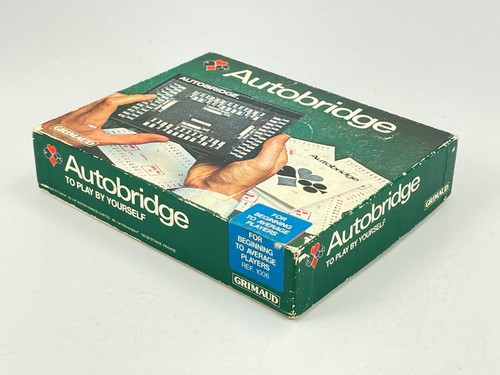 Autobridge
AUTOBRIDGE
GRIMAUD
Autobridge
FOR
BEGINNING
TO AVERAGE
PLAYERS
Autobridge
TO PLAY BY YOURSELF
FOR
BEGINNING
TO AVERAGE
PLAYERS
REF. 1006
GRIMAUD
Autobridge
TO PLAY BY YOURSELF
GRIMAUD